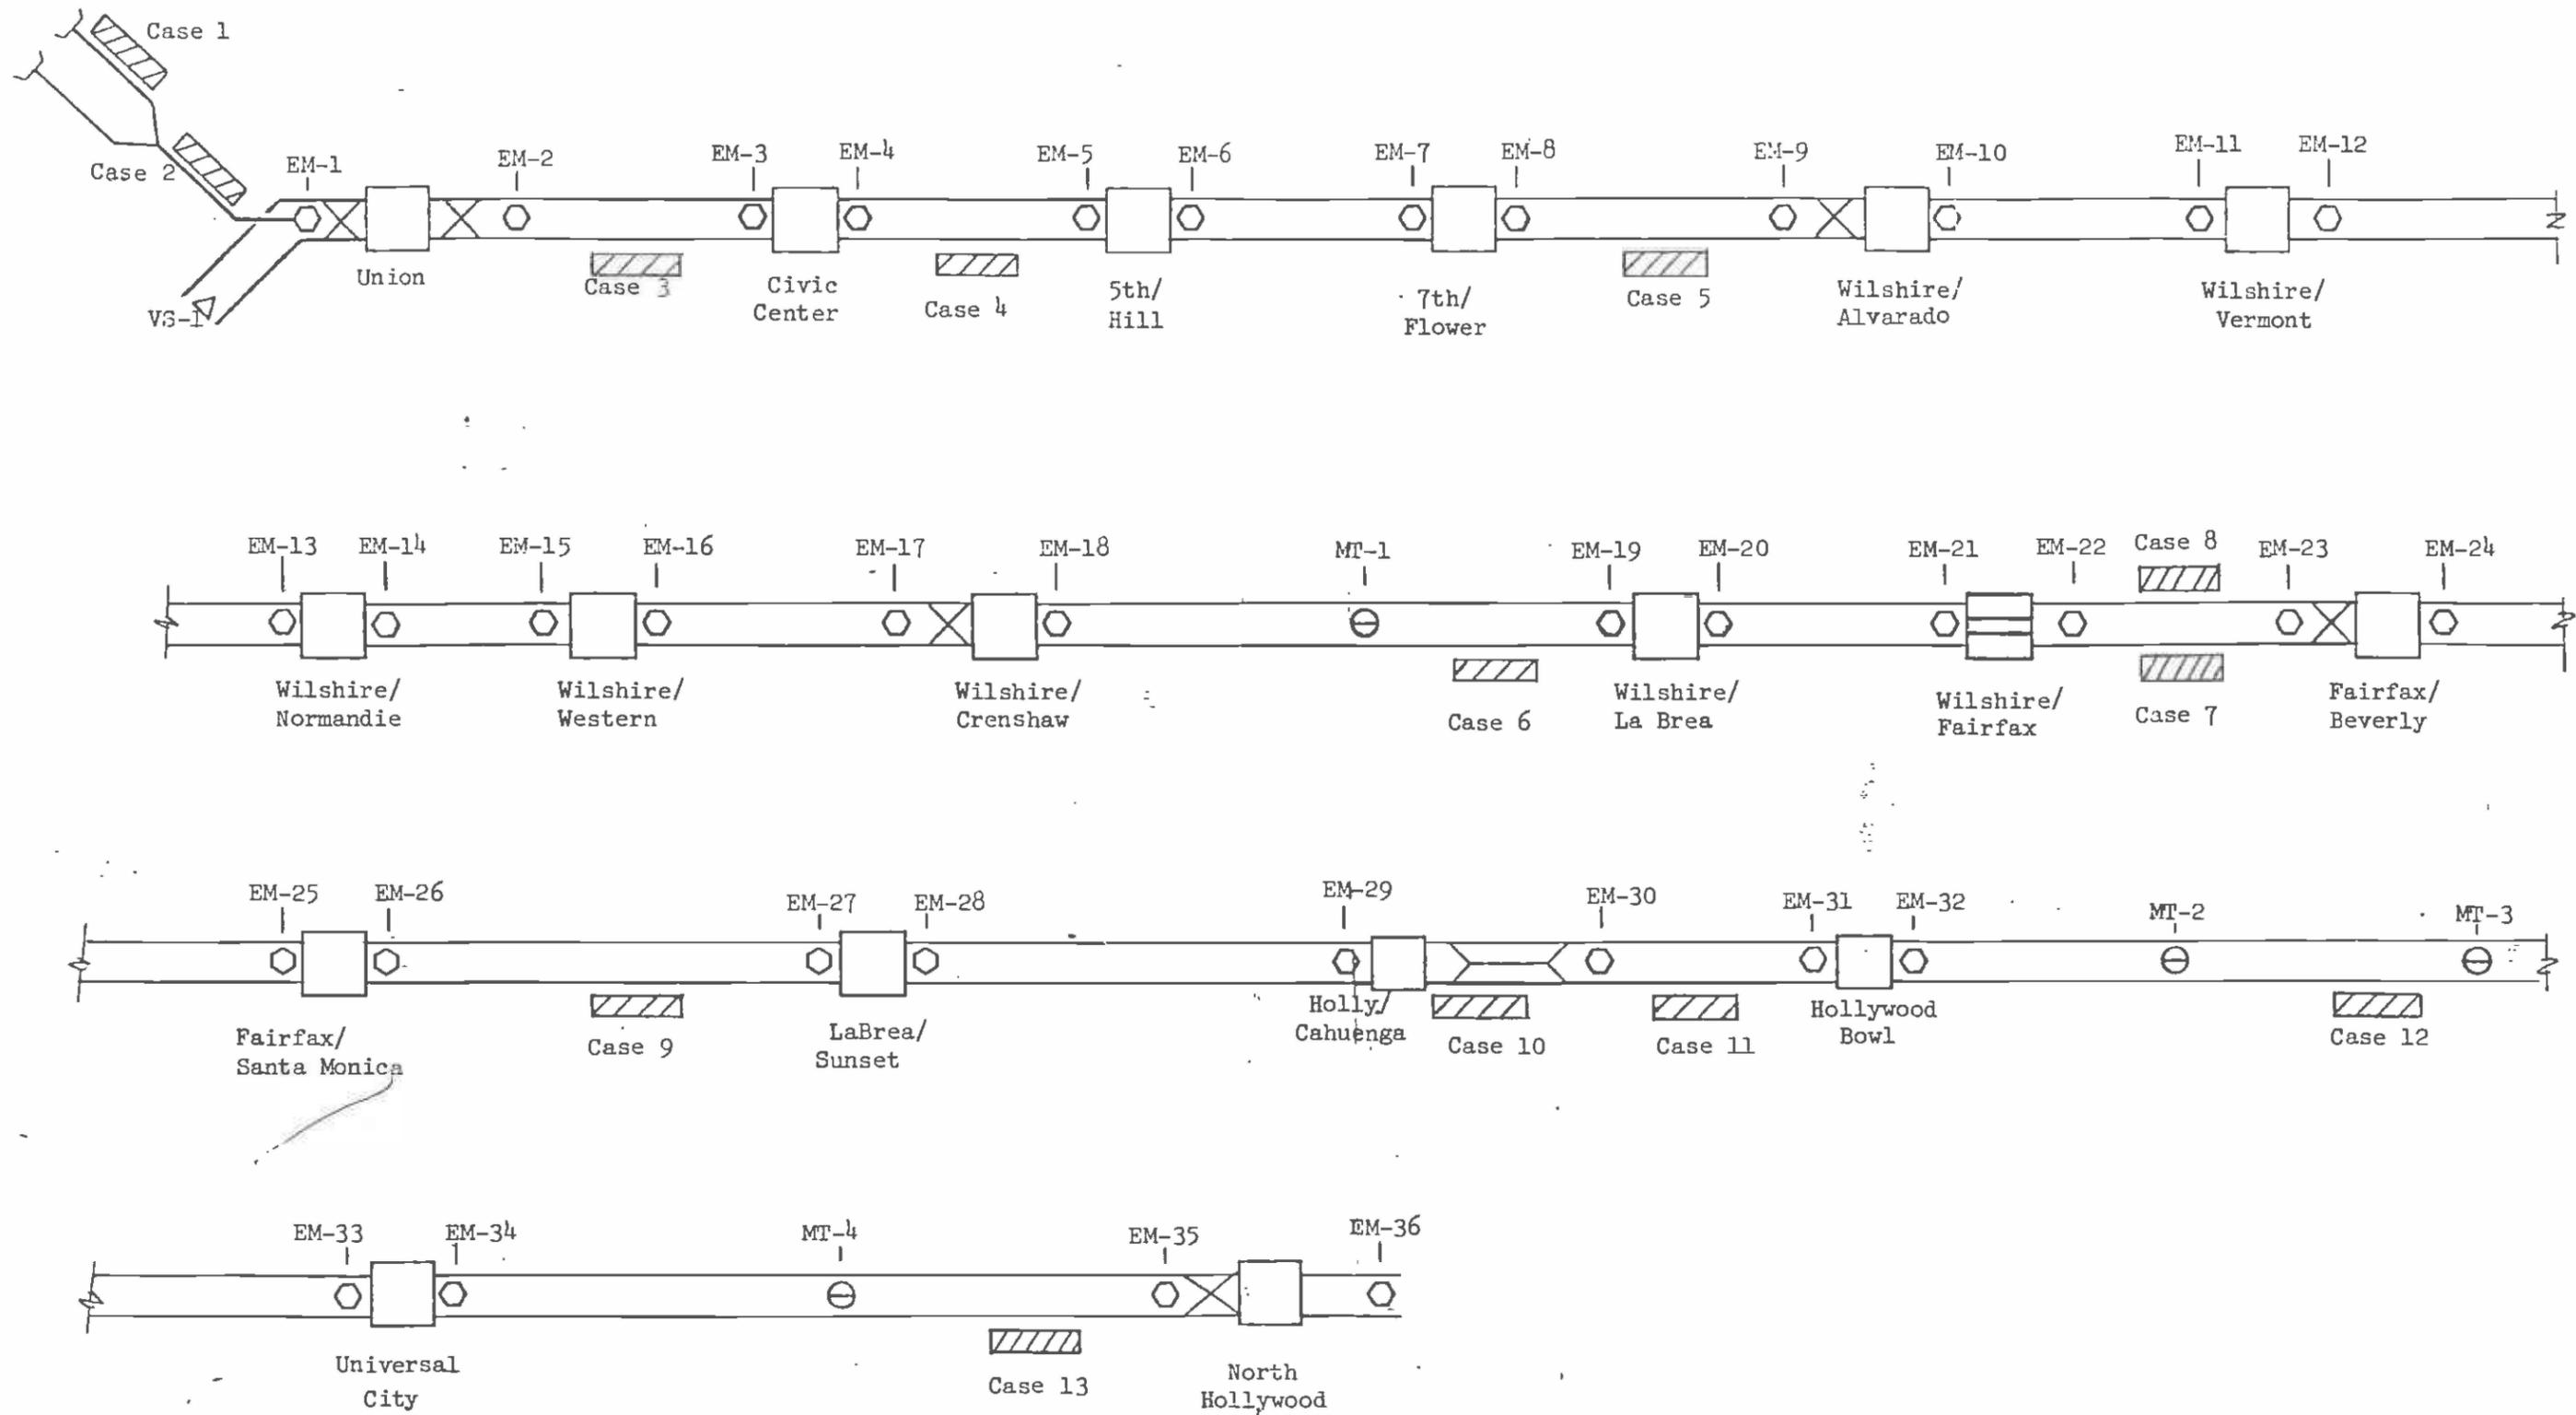 Case 1
Case 2
EM-1
EM-2
EM-3
EM-4
EM-5
EM-6
EM-7
EM-8
EM-9
EM-10
EM-11
EM-12
VS-1
Union
Case 3
Civic
Center
Case 4
5th/
Hill
7th/
Flower
Case 5
Wilshire/
Alvarado
Wilshire/
Vermont
EM-13
EM-14
EM-15
EM-16
EM-17
EM-18
MT-1
EM-19
EM-20
EM-21
EM-22
Case 8
EM-23
EM-24
Wilshire/
Normandie
Wilshire/
Western
Wilshire/
Crenshaw
Case 6
Wilshire/
La Brea
Wilshire/
Fairfax
Case 7
Fairfax/
Beverly
EM-25
EM-26
EM-27
EM-28
EM-29
EM-30
EM-31
EM-32
MT-2
MT-3
Fairfax/
Santa Monica
Case 9
LaBrea/
Sunset
Holly/
Cahuenga
Case 10
Case 11
Hollywood
Bowl
Case 12
EM-33
EM-34
MT-4
EM-35
EM-36
Universal
City
Case 13
North
Hollywood